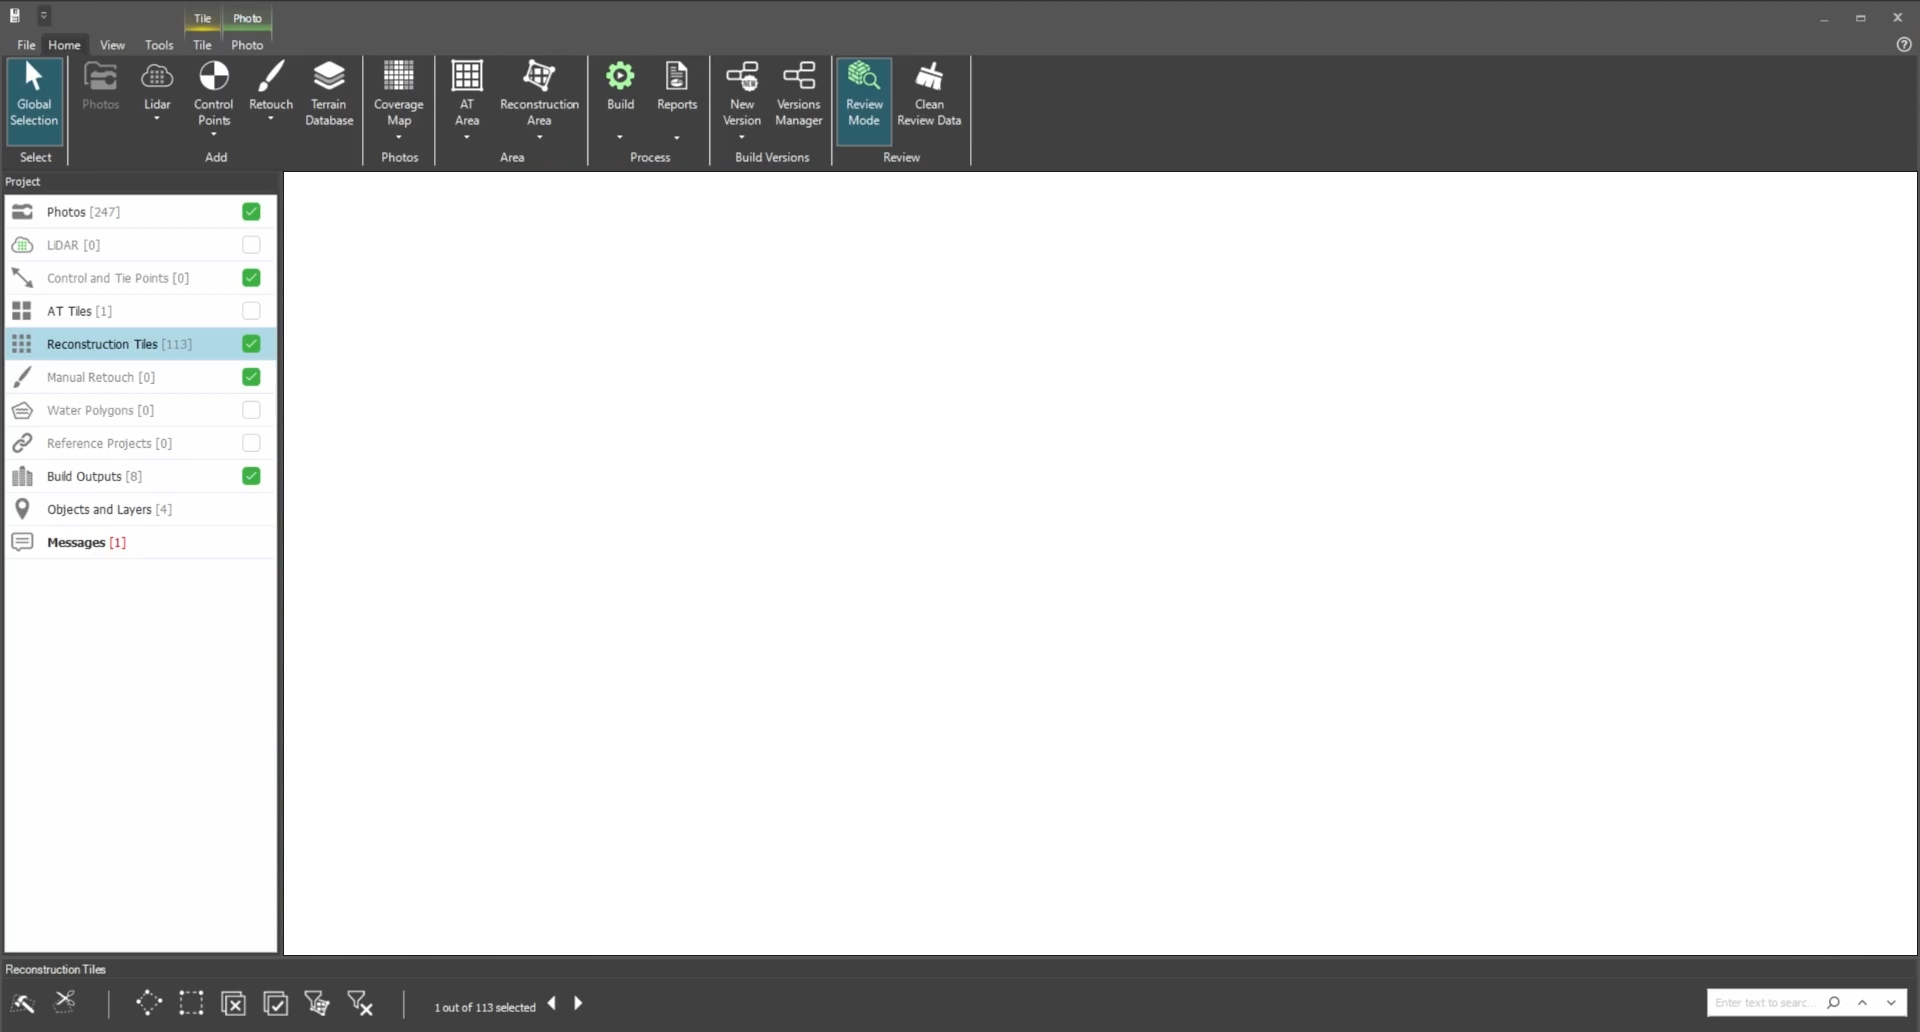 Tile Photo
File Home View Tools Tile Photo
Global Selection
Photos
Lidar
Control Points
Retouch
Terrain Database
Coverage Map
AT Area
Reconstruction Area
Build
Reports
New Version
Versions Manager
Review Mode
Clean Review Data
Select Add Photos Area Process Build Versions Review
Project
Photos [247]
LiDAR [0]
Control and Tie Points [0]
AT Tiles [1]
Reconstruction Tiles [113]
Manual Retouch [0]
Water Polygons [0]
Reference Projects [0]
Build Outputs [8]
Objects and Layers [4]
Messages [1]
Reconstruction Tiles
1 out of 113 selected
Enter text to searc...